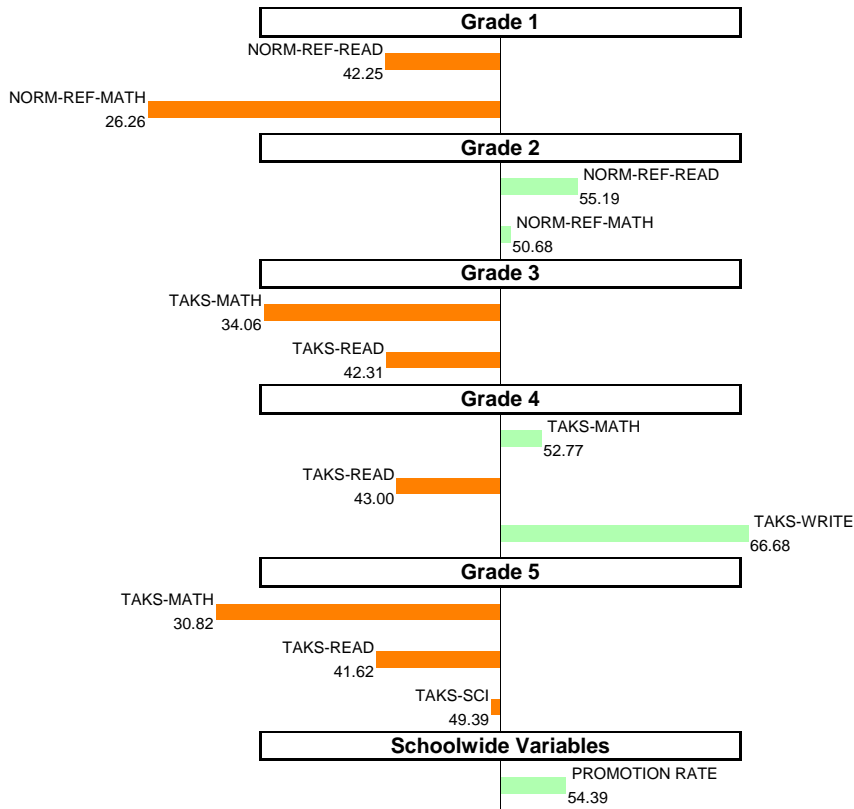 Grade 1
NORM-REF-READ
42.25
NORM-REF-MATH
26.26
Grade 2
NORM-REF-READ
55.19
NORM-REF-MATH
50.68
Grade 3
TAKS-MATH
34.06
TAKS-READ
42.31
Grade 4
TAKS-MATH
52.77
TAKS-READ
43.00
TAKS-WRITE
66.68
Grade 5
TAKS-MATH
30.82
TAKS-READ
41.62
TAKS-SCI
49.39
Schoolwide Variables
PROMOTION RATE
54.39